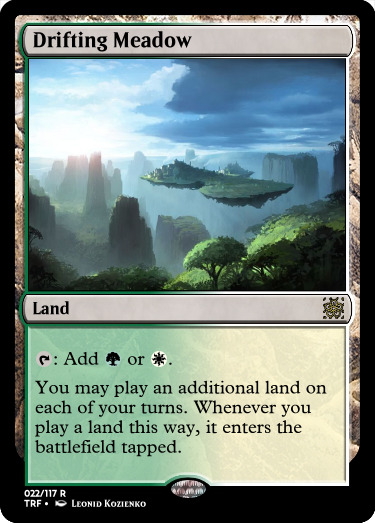 Drifting Meadow
Land
: Add or .
You may play an additional land on
each of your turns. Whenever you
play a land this way, it enters the
battlefield tapped.
022/117 R
TRF • Leonid Kozienko